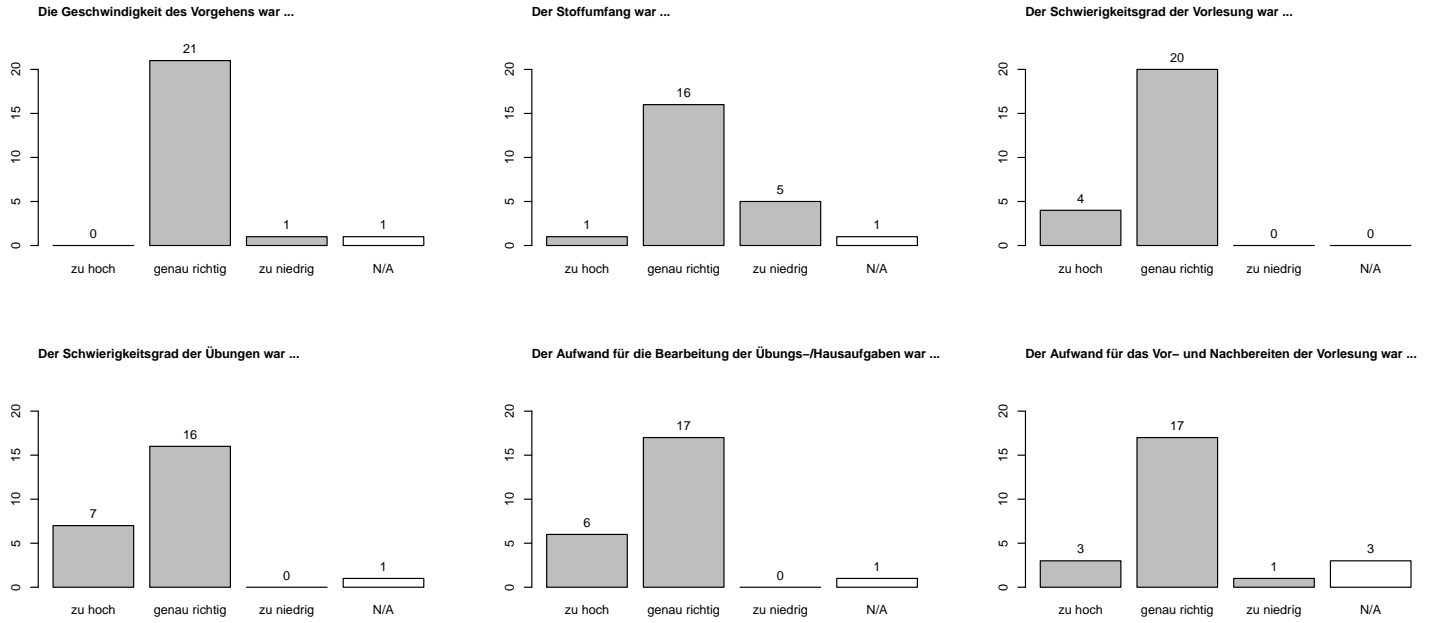 Die Geschwindigkeit des Vorgehens war ...
21
0
1
1
0
5
10
15
20
zu hoch
genau richtig
zu niedrig
N/A
Der Stoffumfang war ...
1
16
5
1
0
5
10
15
20
zu hoch
genau richtig
zu niedrig
N/A
Der Schwierigkeitsgrad der Vorlesung war ...
4
20
0
0
0
5
10
15
20
zu hoch
genau richtig
zu niedrig
N/A
Der Schwierigkeitsgrad der Übungen war ...
7
16
0
1
0
5
10
15
20
zu hoch
genau richtig
zu niedrig
N/A
Der Aufwand für die Bearbeitung der Übungs−/Hausaufgaben war ...
6
17
0
1
0
5
10
15
20
zu hoch
genau richtig
zu niedrig
N/A
Der Aufwand für das Vor− und Nachbereiten der Vorlesung war ...
3
17
1
3
0
5
10
15
20
zu hoch
genau richtig
zu niedrig
N/A